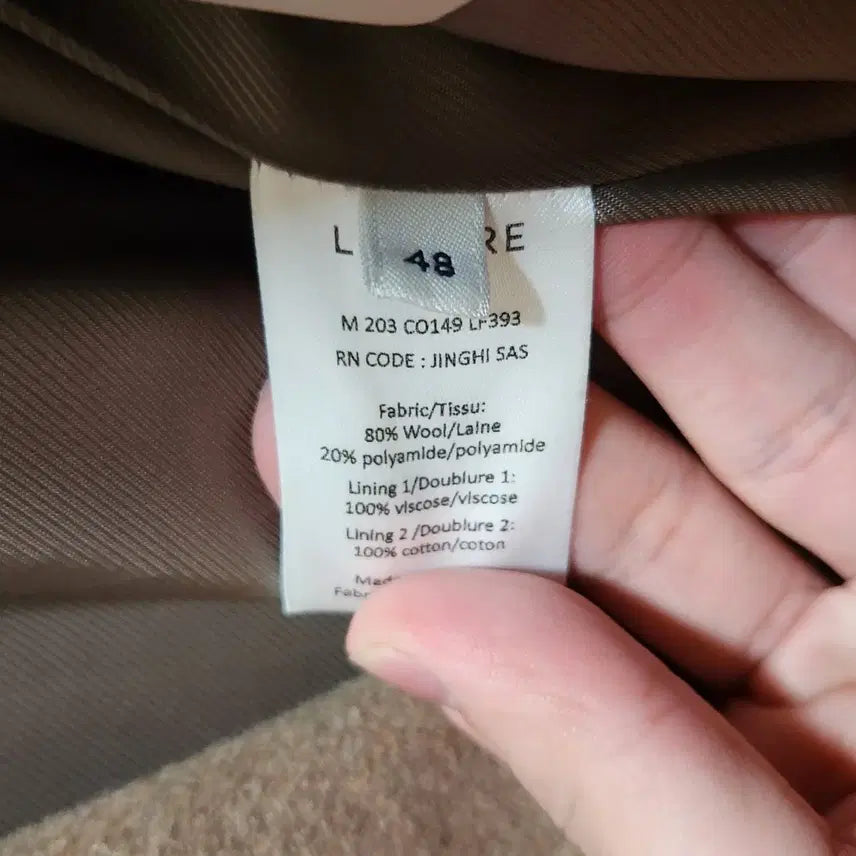 48
M 203 CO149 LF393
RN CODE : JINGHI SAS
Fabric/Tissu:
80% Wool/Laine
20% polyamide/polyamide
Lining 1/Doublure 1:
100% viscose/viscose
Lining 2 /Doublure 2:
100% cotton/coton